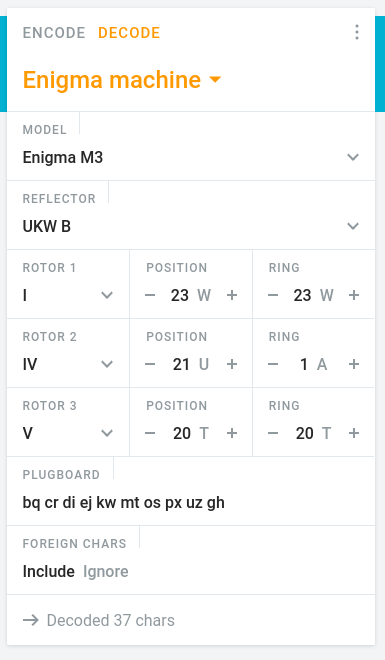 ENCODE DECODE
Enigma machine
MODEL
Enigma M3
REFLECTOR
UKW B
ROTOR 1 POSITION RING
I 23 W 23 W
ROTOR 2 POSITION RING
IV 21 U 1 A
ROTOR 3 POSITION RING
V 20 T 20 T
PLUGBOARD
bq cr di ej kw mt os px uz gh
FOREIGN CHARS
Include Ignore
→ Decoded 37 chars